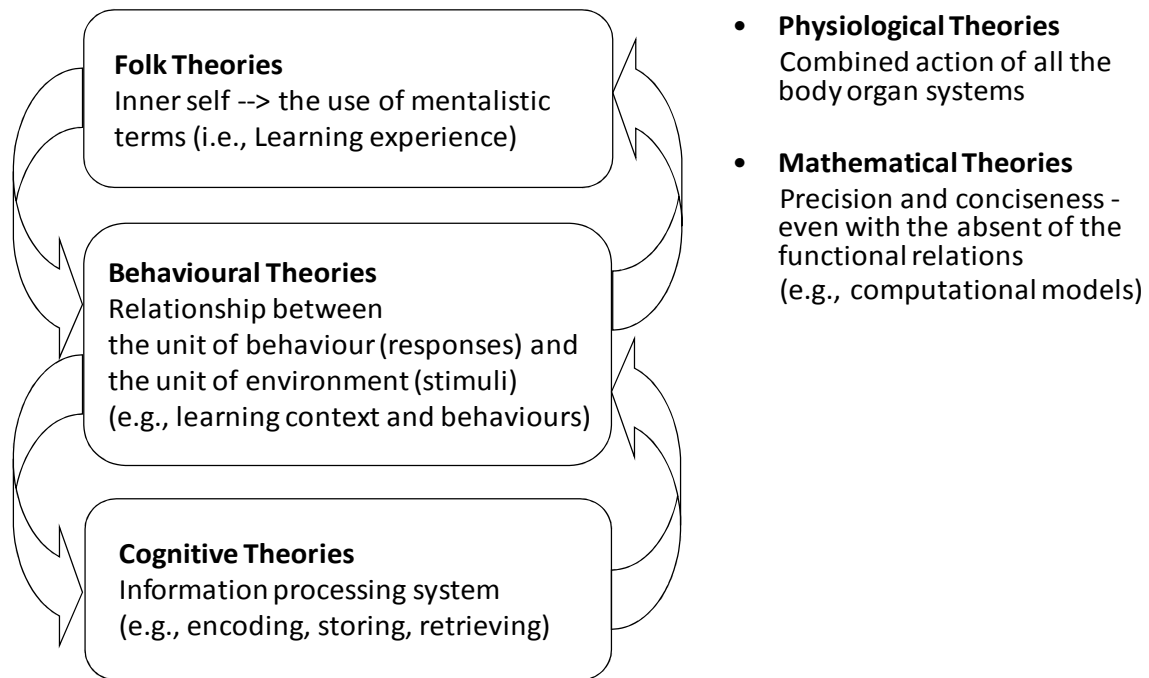 Folk Theories
Inner self --> the use of mentalistic
terms (i.e., Learning experience)
Behavioural Theories
Relationship between
the unit of behaviour (responses) and
the unit of environment (stimuli)
(e.g., learning context and behaviours)
Cognitive Theories
Information processing system
(e.g., encoding, storing, retrieving)
• Physiological Theories
Combined action of all the
body organ systems
• Mathematical Theories
Precision and conciseness -
even with the absent of the
functional relations
(e.g., computational models)